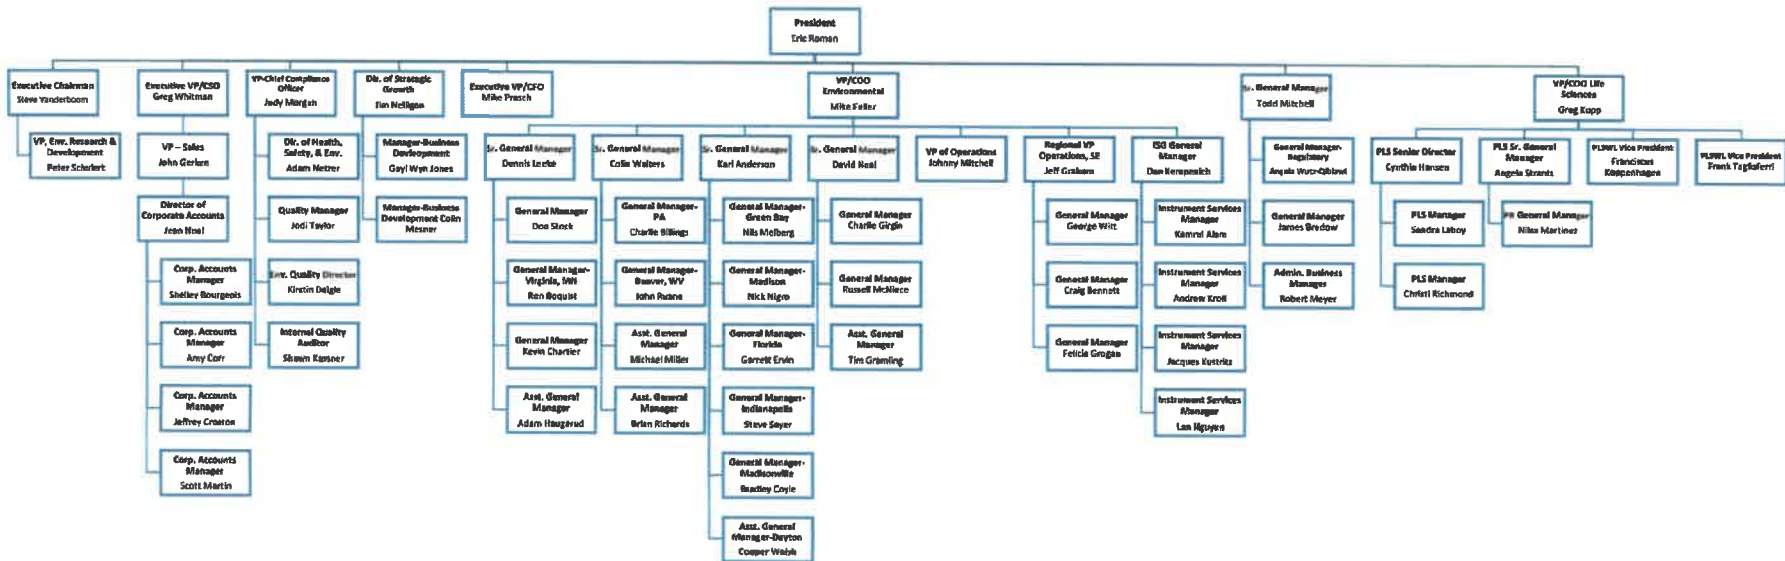 President
Eric Roman
Executive Chairman
Steve Vanderboom
VP, Env. Research &
Development
Peter Schulert
Executive VP/CSO
Greg Whitman
VP – Sales
John Gerken
Director of
Corporate Accounts
Jean Noel
Corp. Accounts
Manager
Shelley Bourgeois
Corp. Accounts
Manager
Amy
Corp. Accounts
Manager
Jeffrey
Corp. Accounts
Manager
Scott Martin
VP-Chief Compliance
Officer
Judy Morgan
Dir. of Health,
Safety, & Env.
Adam Netzer
Quality Manager
Jodi Taylor
Env. Quality Director
Kirstin Daigle
Internal Quality
Auditor
Shawn Kassner
Dir. of Strategic
Growth
Jim Nelligan
Manager-Business
Development
Gayl Wyn Jones
Manager-Business
Development Colin
Mesner
Executive VP/CFO
Mike Prasch
VP/COO
Environmental
Mike Feller
Sr. General Manager
Dennis Leeke
General Manager
Don Stock
General Manager-
Virginia, MN
Ron Boquist
General Manager
Kevin Chartier
Asst. General
Manager
Adam Haugerud
Sr. General Manager
Colin Walters
General Manager-
PA
Charlie Billings
General Manager-
Beaver, WV
John Ruane
Asst. General
Manager
Michael Miller
Asst. General
Manager
Brian Richards
Sr. General Manager
Karl Anderson
General Manager-
Green Bay
Nils Melberg
General Manager-
Madison
Nick Nigro
General Manager-
Florida
Garrett Ervin
General Manager-
Indianapolis
Steve Sayer
General Manager-
Madisonville
Bradley Coyle
Asst. General
Manager-Dayton
Cooper Walsh
Sr. General Manager
David Neal
General Manager
Charlie Girgin
General Manager
Russell McNiece
Asst. General
Manager
Tim Gramling
VP of Operations
Johnny Mitchell
Regional VP
Operations, SE
Jeff Graham
General Manager
George Witt
General Manager
Craig Bennett
General Manager
Felicia Grogan
ISG General
Manager
Dan
Instrument Services
Manager
Kamrul Alam
Instrument Services
Manager
Andrew Kroll
Instrument Services
Manager
Jacques Kustritz
Instrument Services
Manager
Lan Nguyen
Sr. General Manager
Todd Mitchell
General Manager-
Regulatory
Angela
General Manager
James Bredow
Admin. Business
Manager
Robert Meyer
VP/COO Life
Sciences
Greg Kupp
PLS Senior Director
Cynthia Hansen
PLS Manager
Sandra Laboy
PLS Manager
Christi Richmond
PLS Sr. General
Manager
Angela Strantz
PR General Manager
Nilsa Martinez
PLSWL Vice President
Franciscus
Koppenhagen
PLSWL Vice President
Frank Tagliaferri